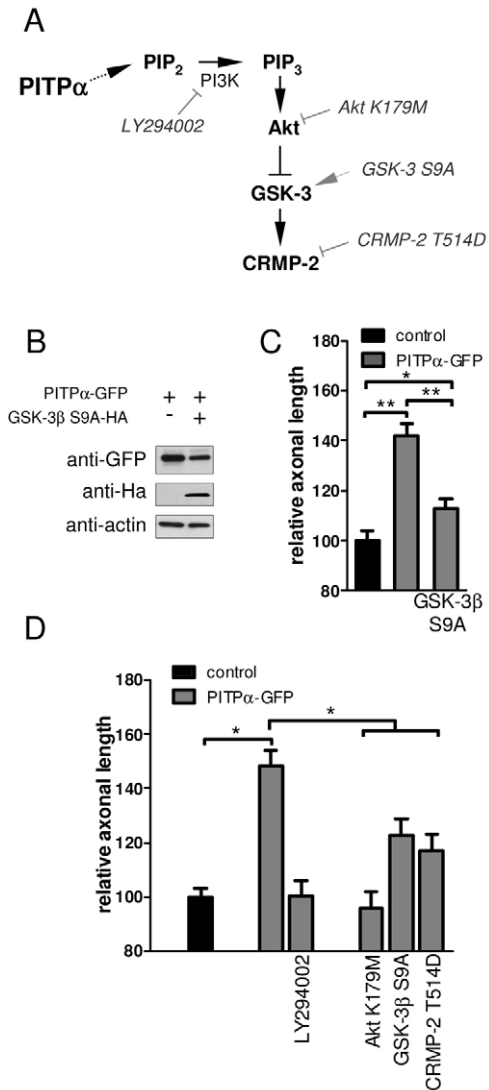 A
PITPα
PIP2
PI3K
PIP3
LY294002
Akt
Akt K179M
GSK-3
GSK-3 S9A
CRMP-2
CRMP-2 T514D
B
PITPα-GFP + +
GSK-3β S9A-HA - +
anti-GFP
anti-Ha
anti-actin
C
control
PITPα-GFP
relative axonal length
180
160
140
120
100
80
*
** **
GSK-3β
S9A
D
control
PITPα-GFP
relative axonal length
180
160
140
120
100
80
* *
LY294002
Akt K179M
GSK-3β S9A
CRMP-2 T514D